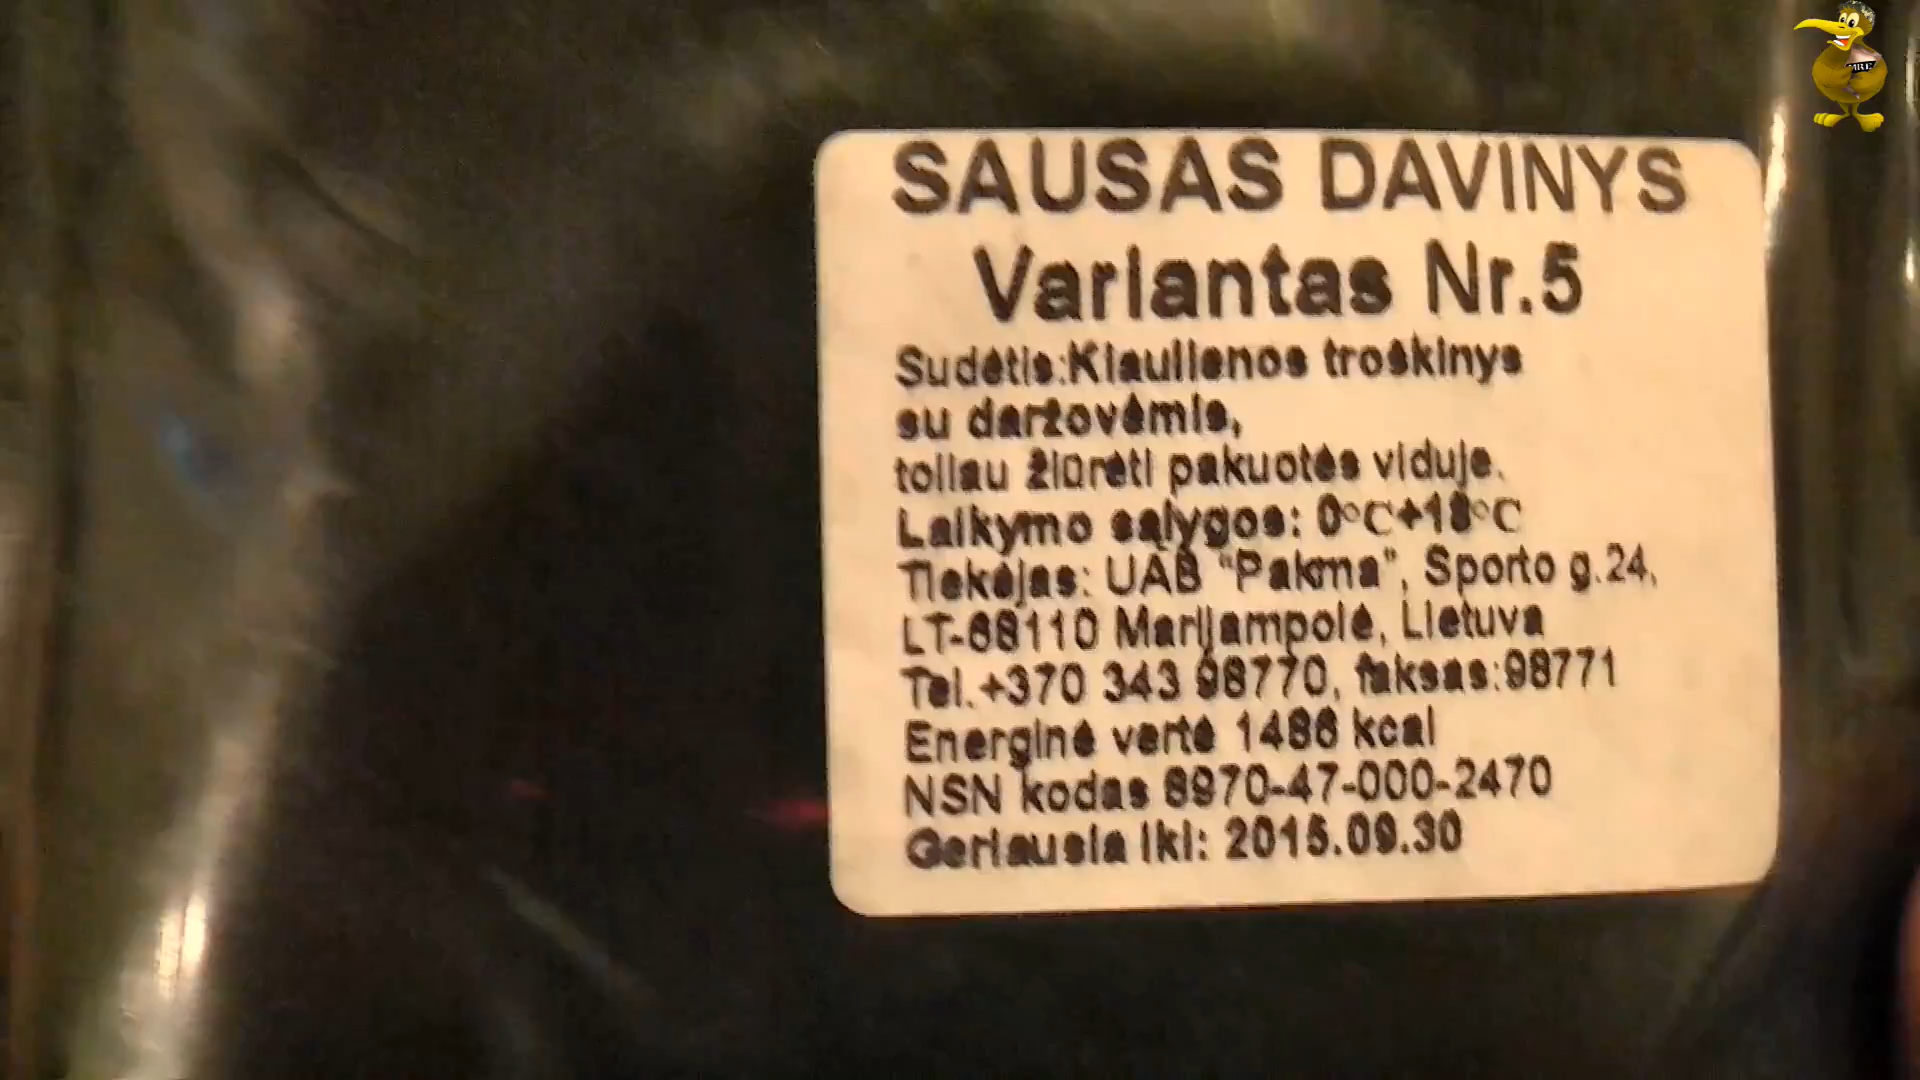 SAUSAS DAVINYS
Variantas Nr.5
Sudėtis:Kiaulienos troškinys
su daržovėmis,
toliau žiūrėti pakuotės viduje.
Laikymo sąlygos: 0°C+18°C
Tiekėjas: UAB "Pakma", Sporto g.24,
LT-68110 Marijampolė, Lietuva
Tel.+370 343 98770, faksas:98771
Energinė vertė 1486 kcal
NSN kodas 8970-47-000-2470
Geriausia iki: 2015.09.30
MRE